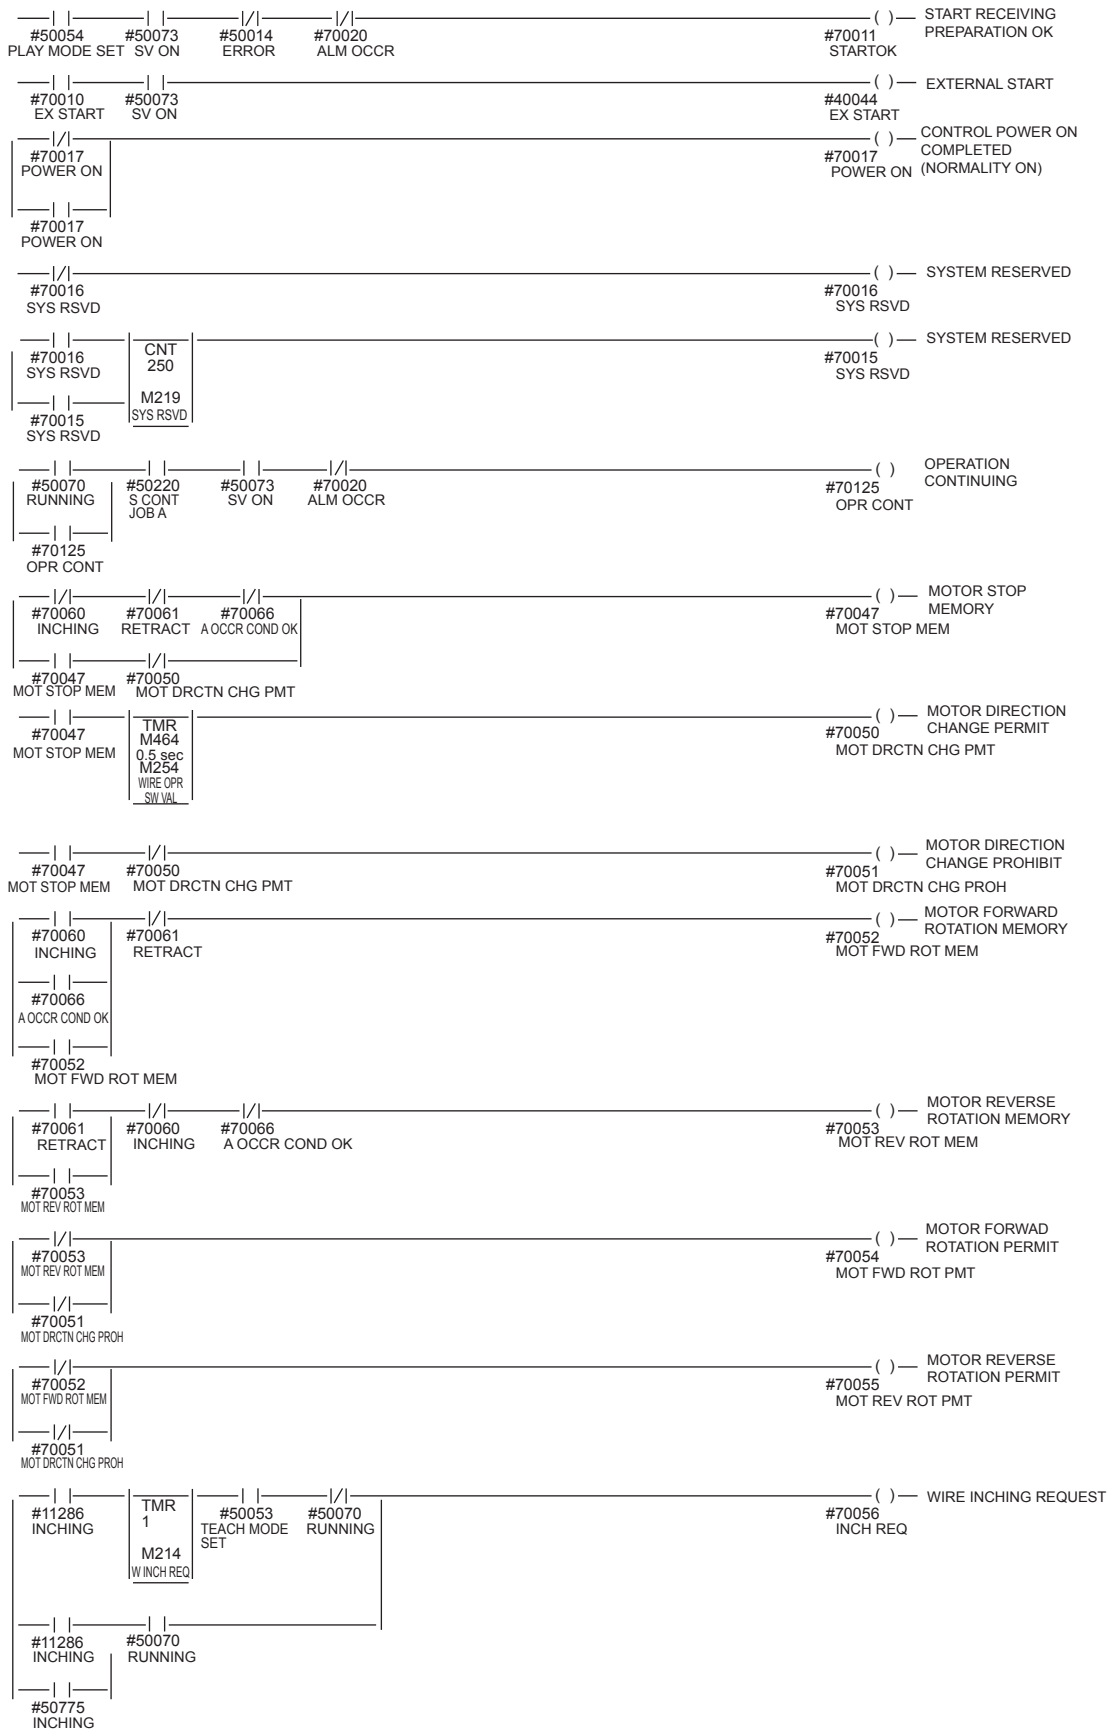 #50054 #50073 #50014 #70020 #70011 START RECEIVING
PLAY MODE SET SV ON ERROR ALM OCCR STARTOK PREPARATION OK
#70010 #50073 #40044 EXTERNAL START
EX START SV ON EX START
#70017 #70017 CONTROL POWER ON
POWER ON POWER ON COMPLETED
(NORMALITY ON)
#70017
POWER ON
#70016 #70016 SYSTEM RESERVED
SYS RSVD SYS RSVD
#70016 CNT #70015 SYSTEM RESERVED
SYS RSVD 250 SYS RSVD
M219
#70015 SYS RSVD
SYS RSVD
#50070 #50220 #50073 #70020 #70125 OPERATION
RUNNING S CONT SV ON ALM OCCR OPR CONT CONTINUING
JOB A
#70125
OPR CONT
#70060 #70061 #70066 #70047 MOTOR STOP
INCHING RETRACT A OCCR COND OK MOT STOP MEM MEMORY
#70047 #70050
MOT STOP MEM MOT DRCTN CHG PMT
#70047 TMR #70050 MOTOR DIRECTION
MOT STOP MEM M464 MOT DRCTN CHG PMT CHANGE PERMIT
0.5 sec
M254
WIRE OPR
SW VAL
#70047 #70050 #70051 MOTOR DIRECTION
MOT STOP MEM MOT DRCTN CHG PMT MOT DRCTN CHG PROH CHANGE PROHIBIT
#70060 #70061 #70052 MOTOR FORWARD
INCHING RETRACT MOT FWD ROT MEM ROTATION MEMORY
#70066
A OCCR COND OK
#70052
MOT FWD ROT MEM
#70061 #70060 #70066 #70053 MOTOR REVERSE
RETRACT INCHING A OCCR COND OK MOT REV ROT MEM ROTATION MEMORY
#70053
MOT REV ROT MEM
#70053 #70054 MOTOR FORWAD
MOT REV ROT MEM MOT FWD ROT PMT ROTATION PERMIT
#70051
MOT DRCTN CHG PROH
#70052 #70055 MOTOR REVERSE
MOT FWD ROT MEM MOT REV ROT PMT ROTATION PERMIT
#70051
MOT DRCTN CHG PROH
#11286 TMR #50053 #50070 #70056 WIRE INCHING REQUEST
INCHING 1 TEACH MODE RUNNING INCH REQ
SET
M214
W INCH REQ
#11286 #50070
INCHING RUNNING
#50775
INCHING